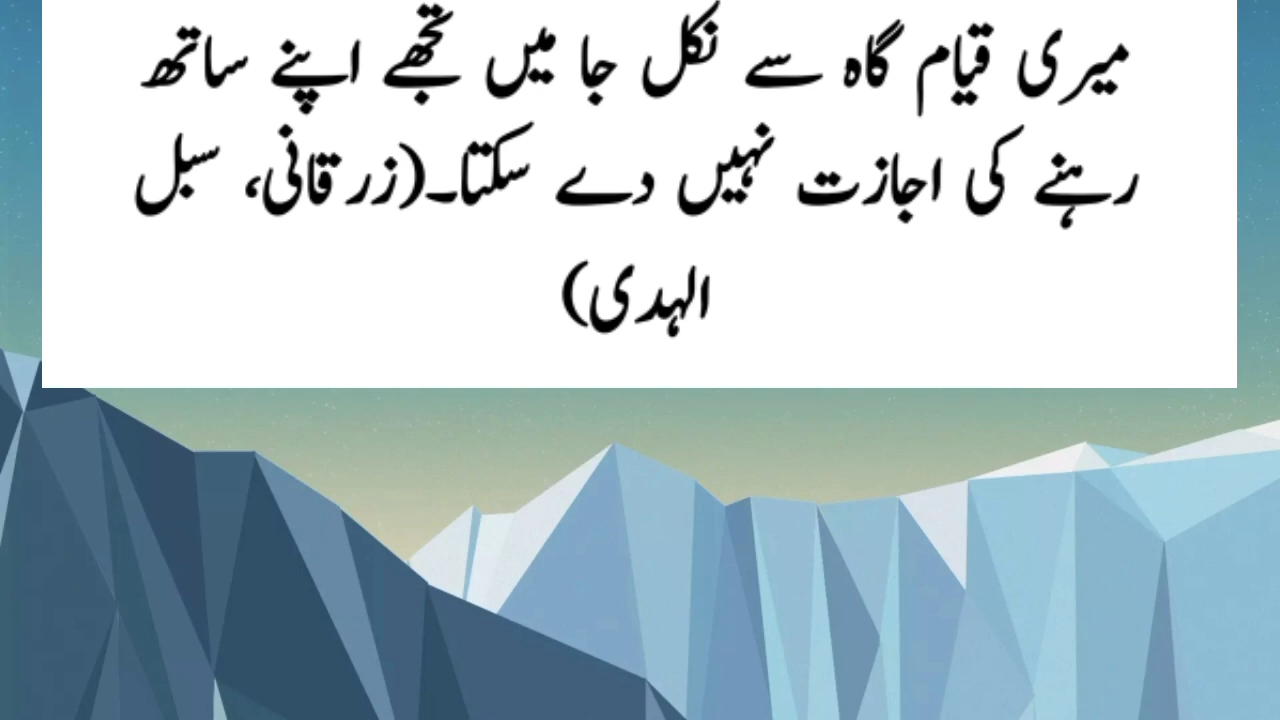 میری قیام گاہ سے نکل جا میں تجھے اپنے ساتھ
رہنے کی اجازت نہیں دے سکتا۔(زرقانی، سبل
الہدی)